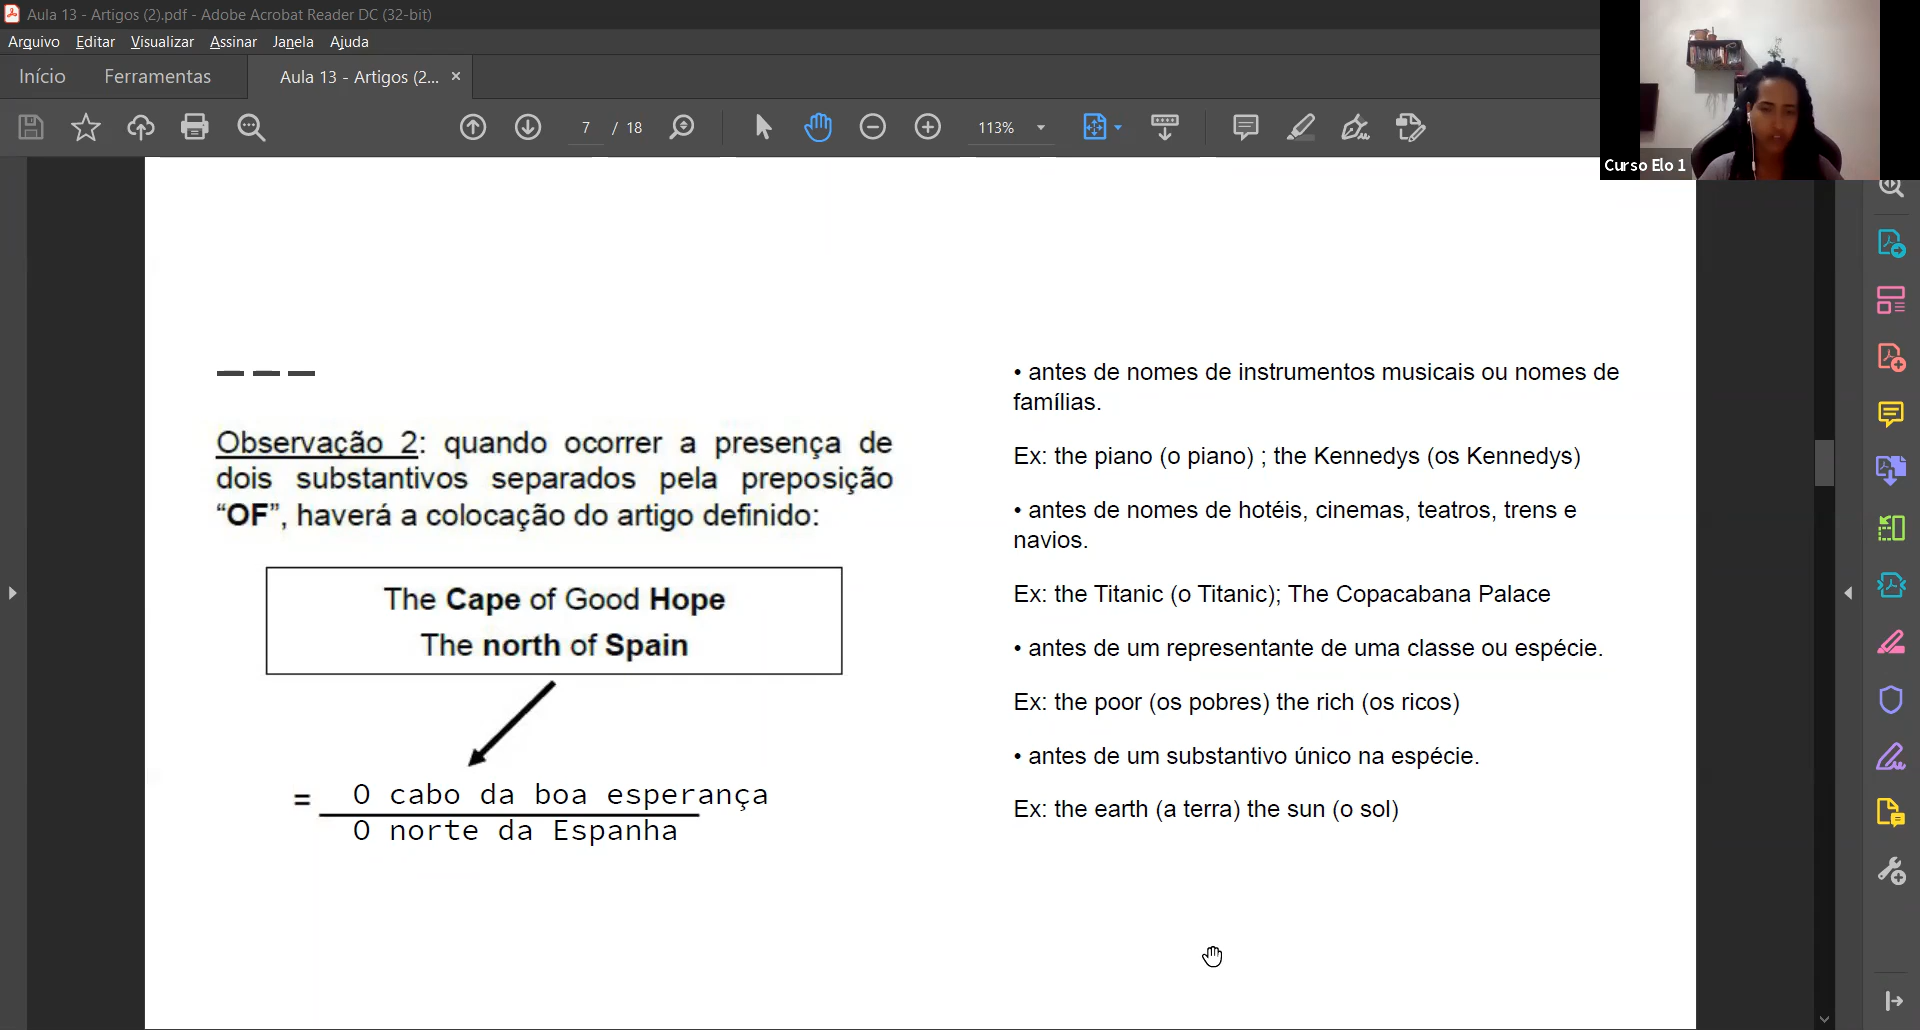 Aula 13 - Artigos (2).pdf - Adobe Acrobat Reader DC (32-bit)
Arquivo Editar Visualizar Assinar Janela Ajuda
Início Ferramentas Aula 13 - Artigos (2... ×
7 / 18 113%
Curso Elo 1
Observação 2: quando ocorrer a presença de
dois substantivos separados pela preposição
“OF”, haverá a colocação do artigo definido:
The Cape of Good Hope
The north of Spain
= O cabo da boa esperança
O norte da Espanha
• antes de nomes de instrumentos musicais ou nomes de
famílias.
Ex: the piano (o piano) ; the Kennedys (os Kennedys)
• antes de nomes de hotéis, cinemas, teatros, trens e
navios.
Ex: the Titanic (o Titanic); The Copacabana Palace
• antes de um representante de uma classe ou espécie.
Ex: the poor (os pobres) the rich (os ricos)
• antes de um substantivo único na espécie.
Ex: the earth (a terra) the sun (o sol)